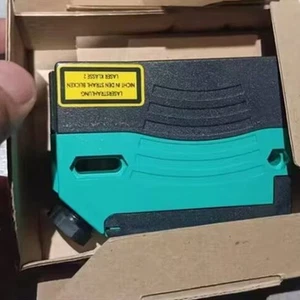 LASERSTRAHLUNG
NICHT IN DEN STRAHL BLICKEN
LASER KLASSE 2